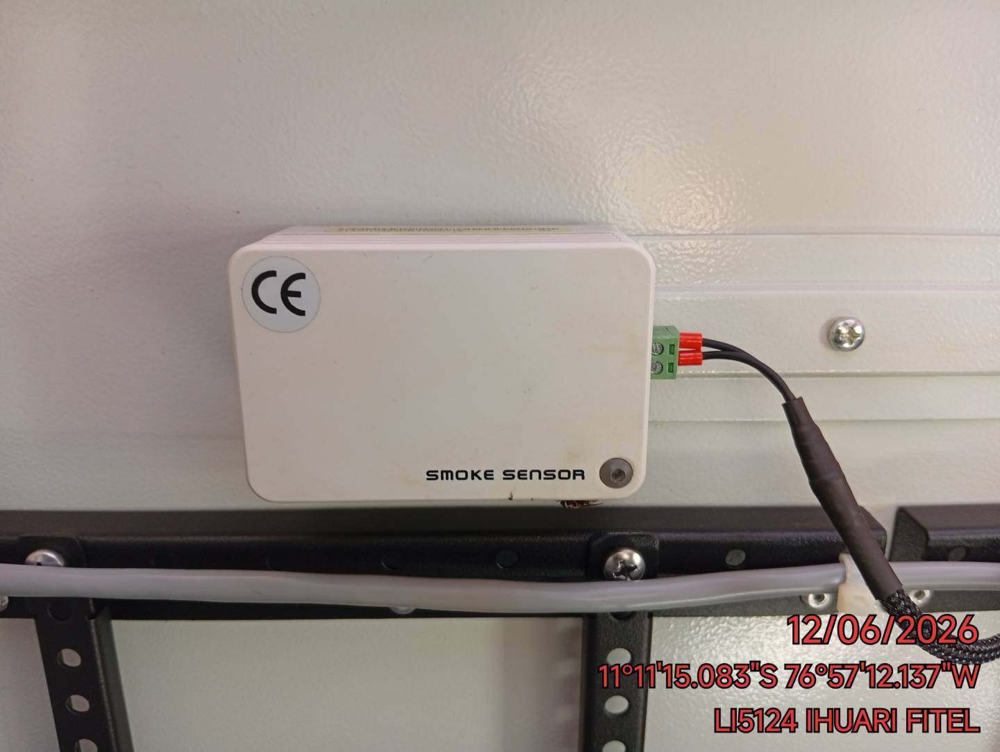 CE
SMOKE SENSOR
12/06/2026
11°11'15.083"S 76°57'12.137"W
LI5124 IHUARI FITEL